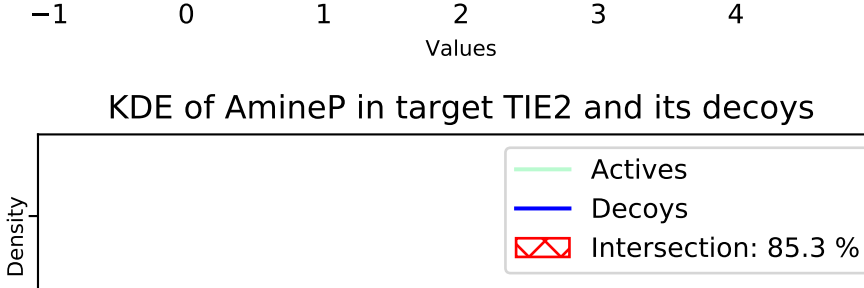 −1 0 1 2 3 4
Values
KDE of AmineP in target TIE2 and its decoys
Actives
Decoys
Intersection: 85.3 %
Density